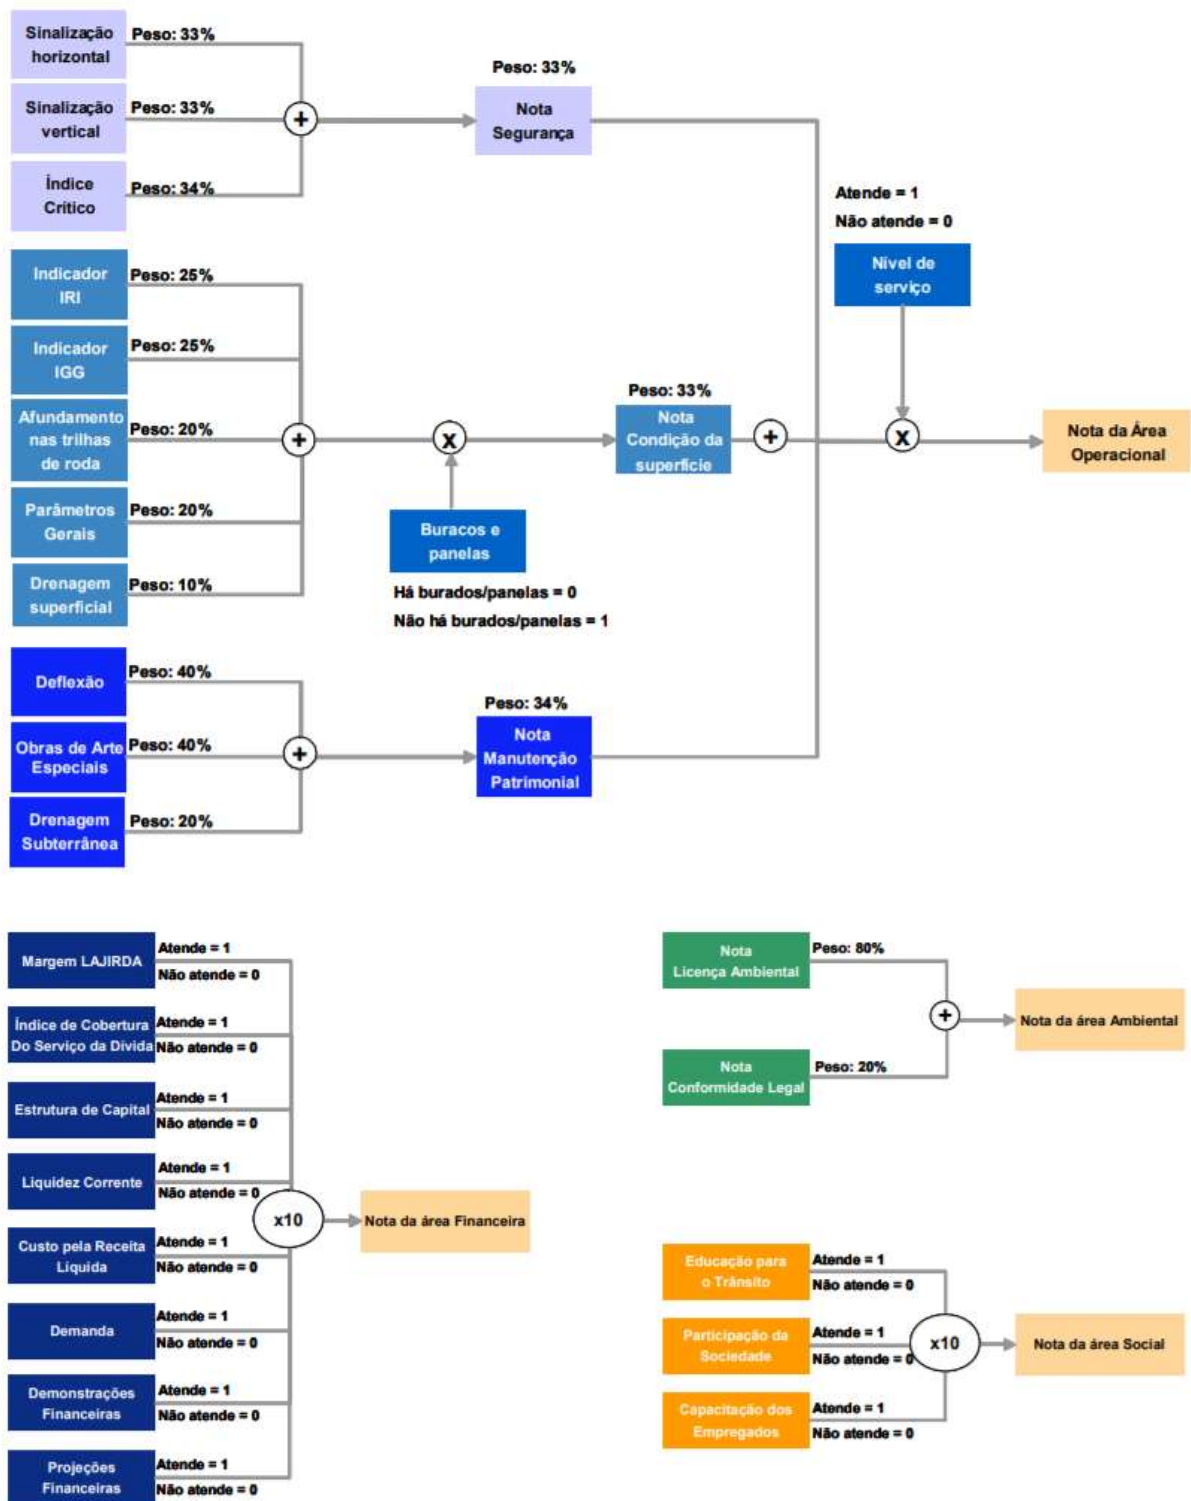 Sinalização
horizontal
Peso: 33%
Sinalização
vertical
Peso: 33%
Índice
Crítico
Peso: 34%
+
Peso: 33%
Nota
Segurança
Atende = 1
Não atende = 0
Nível de
serviço
Indicador
IRI
Peso: 25%
Indicador
IGG
Peso: 25%
Afundamento
nas trilhas
de roda
Peso: 20%
Parâmetros
Gerais
Peso: 20%
Drenagem
superficial
Peso: 10%
+
x
Buracos e
panelas
Há burados/panelas = 0
Não há burados/panelas = 1
Peso: 33%
Nota
Condição da
superfície
+
x
Nota da Área
Operacional
Deflexão
Peso: 40%
Obras de Arte
Especiais
Peso: 40%
Drenagem
Subterrânea
Peso: 20%
+
Peso: 34%
Nota
Manutenção
Patrimonial
Margem LAJIRDA
Atende = 1
Não atende = 0
Índice de Cobertura
Do Serviço da Dívida
Atende = 1
Não atende = 0
Estrutura de Capital
Atende = 1
Não atende = 0
Liquidez Corrente
Atende = 1
Não atende = 0
Custo pela Receita
Líquida
Atende = 1
Não atende = 0
Demanda
Atende = 1
Não atende = 0
Demonstrações
Financeiras
Atende = 1
Não atende = 0
Projeções
Financeiras
Atende = 1
Não atende = 0
x10
Nota da área Financeira
Nota
Licença Ambiental
Peso: 80%
Nota
Conformidade Legal
Peso: 20%
+
Nota da área Ambiental
Educação para
o Trânsito
Atende = 1
Não atende = 0
Participação da
Sociedade
Atende = 1
Não atende = 0
Capacitação dos
Empregados
Atende = 1
Não atende = 0
x10
Nota da área Social